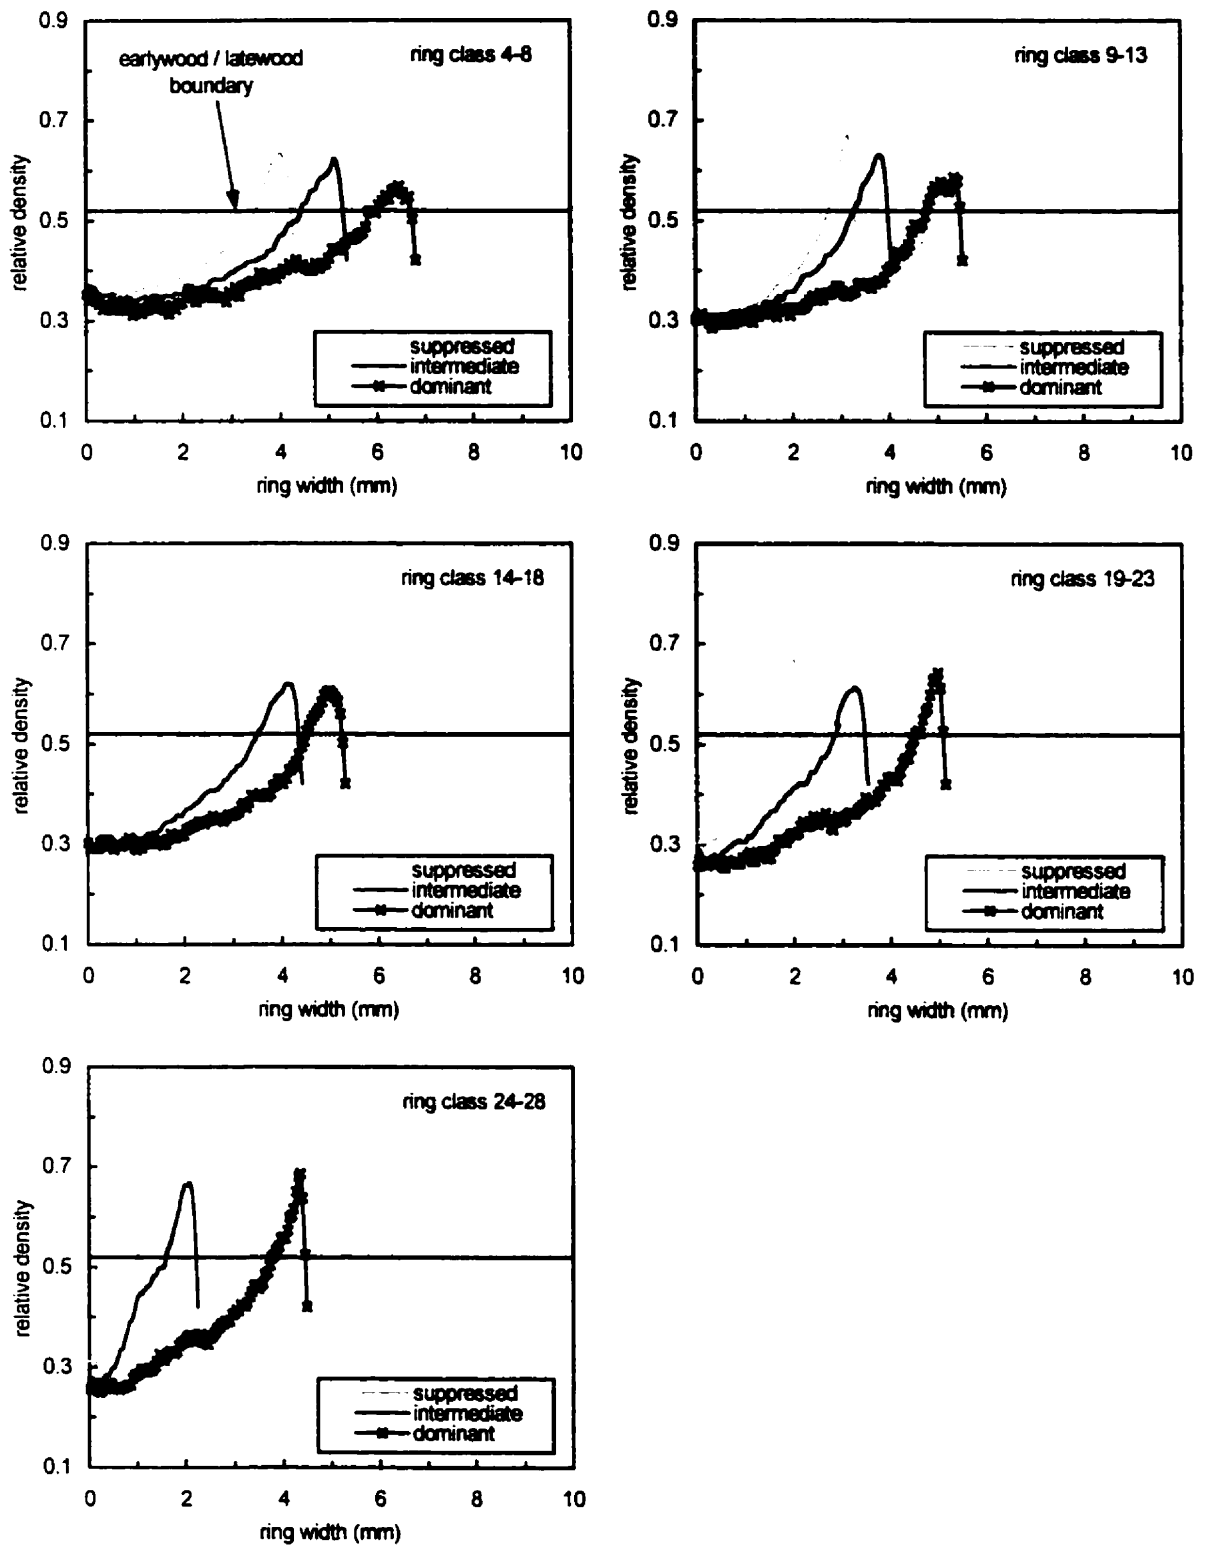 0.9
0.7
0.5
0.3
0.1
relative density
earlywood / latewood
boundary
ring class 4-8
suppressed
intermediate
dominant
0 2 4 6 8 10
ring width (mm)
0.9
0.7
0.5
0.3
0.1
relative density
ring class 9-13
suppressed
intermediate
dominant
0 2 4 6 8 10
ring width (mm)
0.9
0.7
0.5
0.3
0.1
relative density
ring class 14-18
suppressed
intermediate
dominant
0 2 4 6 8 10
ring width (mm)
0.9
0.7
0.5
0.3
0.1
relative density
ring class 19-23
suppressed
intermediate
dominant
0 2 4 6 8 10
ring width (mm)
0.9
0.7
0.5
0.3
0.1
relative density
ring class 24-28
suppressed
intermediate
dominant
0 2 4 6 8 10
ring width (mm)